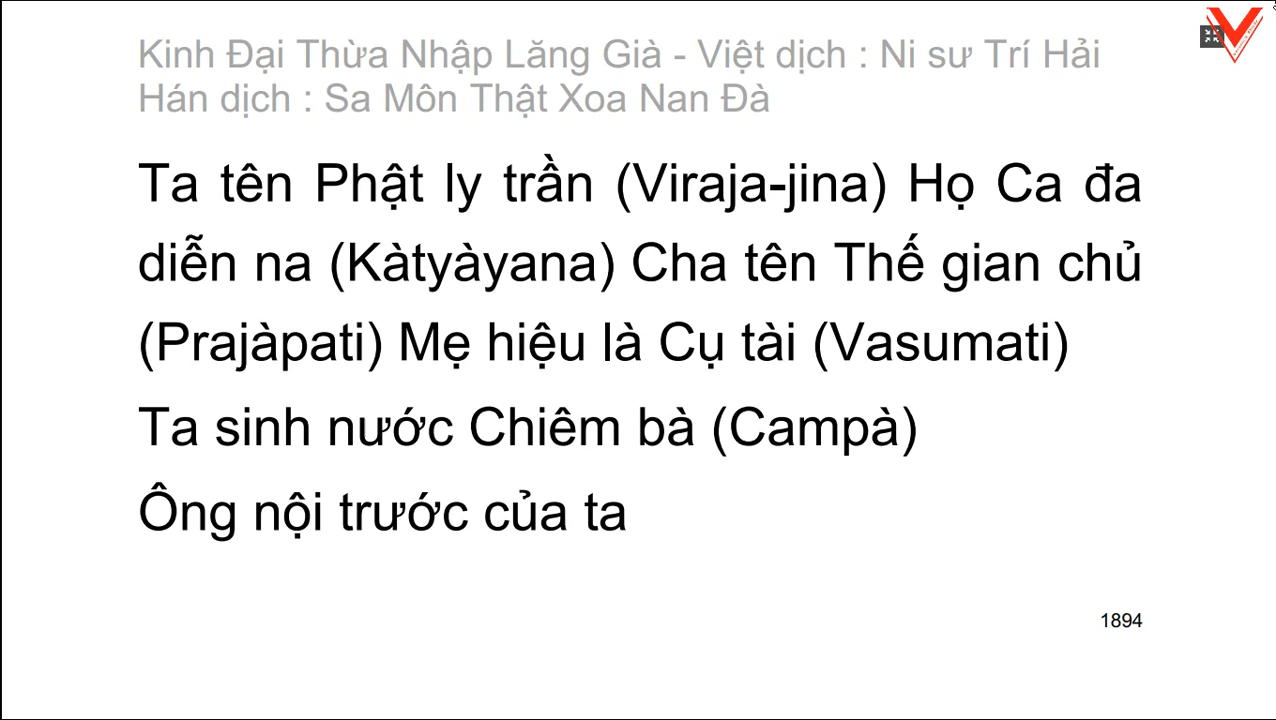 Kinh Đại Thừa Nhập Lăng Già - Việt dịch : Ni sư Trí Hải
Hán dịch : Sa Môn Thật Xoa Nan Đà
Ta tên Phật ly trần (Viraja-jina) Họ Ca đa
diễn na (Kàtyàyana) Cha tên Thế gian chủ
(Prajàpati) Mẹ hiệu là Cụ tài (Vasumati)
Ta sinh nước Chiêm bà (Campà)
Ông nội trước của ta
1894